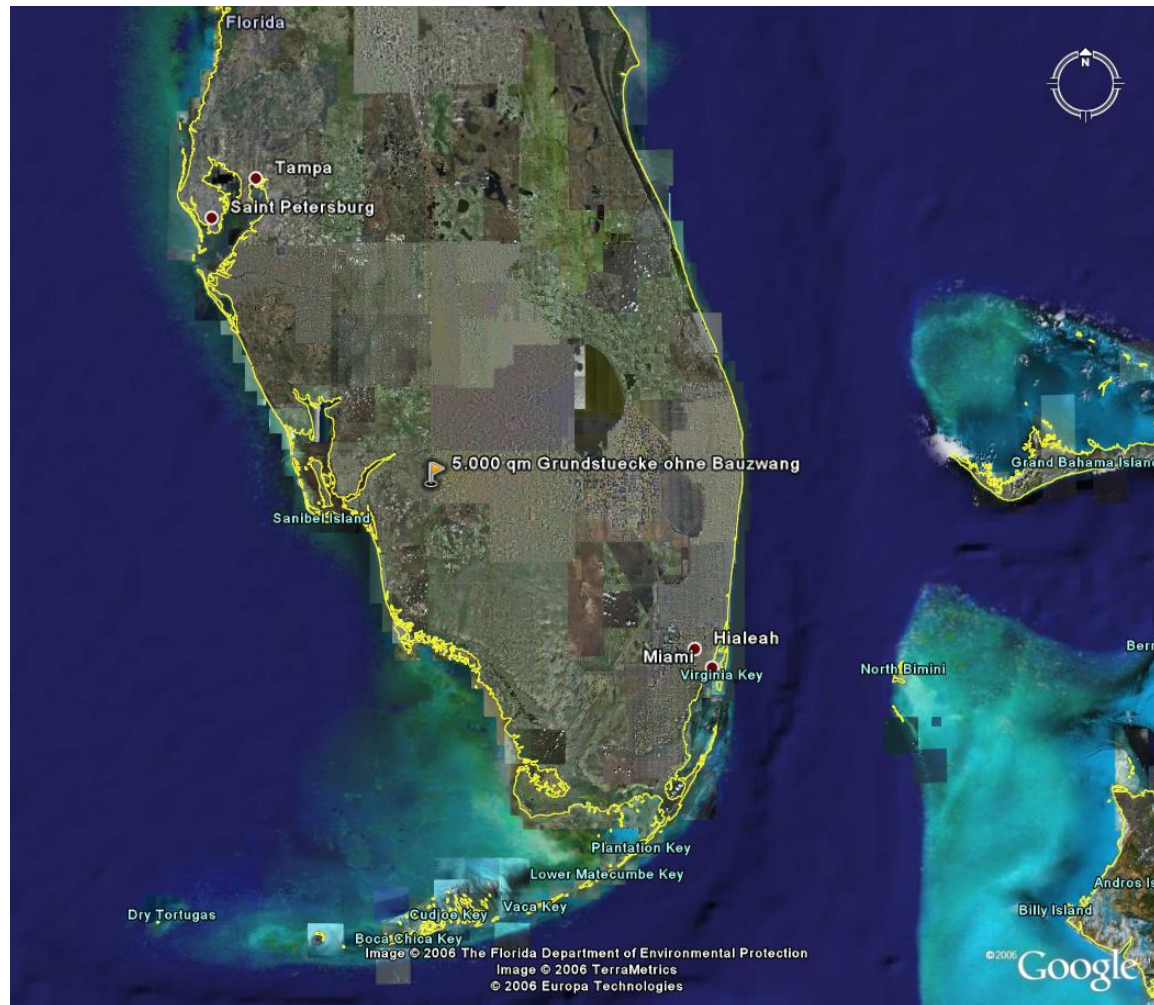 Florida
N
Tampa
Saint Petersburg
5.000 qm Grundstuecke ohne Bauzwang
Grand Bahama Island
Sanibel Island
Hialeah
Miami
Virginia Key
North Bimini
Plantation Key
Lower Matecumbe Key
Vaca Key
Cudjoe Key
Dry Tortugas
Boca Chica Key
Andros Is
Billy Island
Image © 2006 The Florida Department of Environmental Protection
Image © 2006 TerraMetrics
© 2006 Europa Technologies
©2006 Google